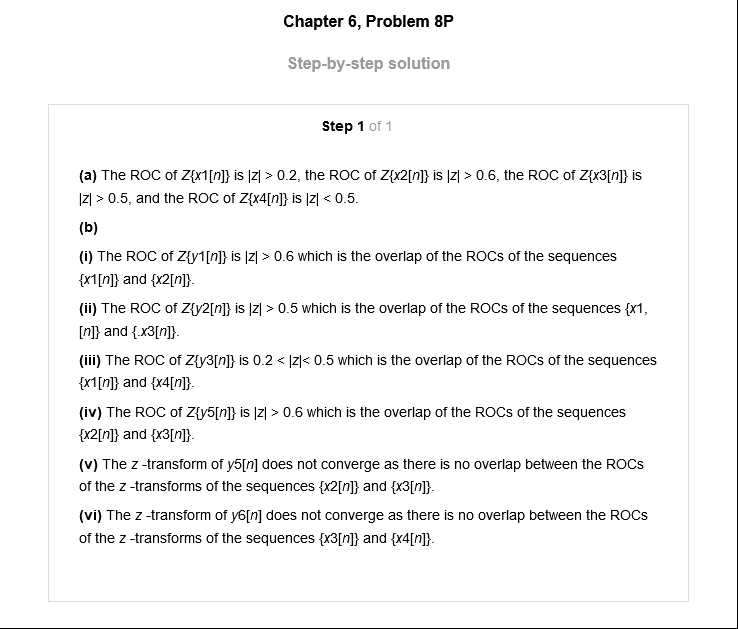 Chapter 6, Problem 8P
Step-by-step solution
Step 1 of 1
(a) The ROC of Z{x1[n]} is |z| > 0.2, the ROC of Z{x2[n]} is |z| > 0.6, the ROC of Z{x3[n]} is
|z| > 0.5, and the ROC of Z{x4[n]} is |z| < 0.5.
(b)
(i) The ROC of Z{y1[n]} is |z| > 0.6 which is the overlap of the ROCs of the sequences
{x1[n]} and {x2[n]}.
(ii) The ROC of Z{y2[n]} is |z| > 0.5 which is the overlap of the ROCs of the sequences {x1,
[n]} and {.x3[n]}.
(iii) The ROC of Z{y3[n]} is 0.2 < |z|< 0.5 which is the overlap of the ROCs of the sequences
{x1[n]} and {x4[n]}.
(iv) The ROC of Z{y5[n]} is |z| > 0.6 which is the overlap of the ROCs of the sequences
{x2[n]} and {x3[n]}.
(v) The z -transform of y5[n] does not converge as there is no overlap between the ROCs
of the z -transforms of the sequences {x2[n]} and {x3[n]}.
(vi) The z -transform of y6[n] does not converge as there is no overlap between the ROCs
of the z -transforms of the sequences {x3[n]} and {x4[n]}.